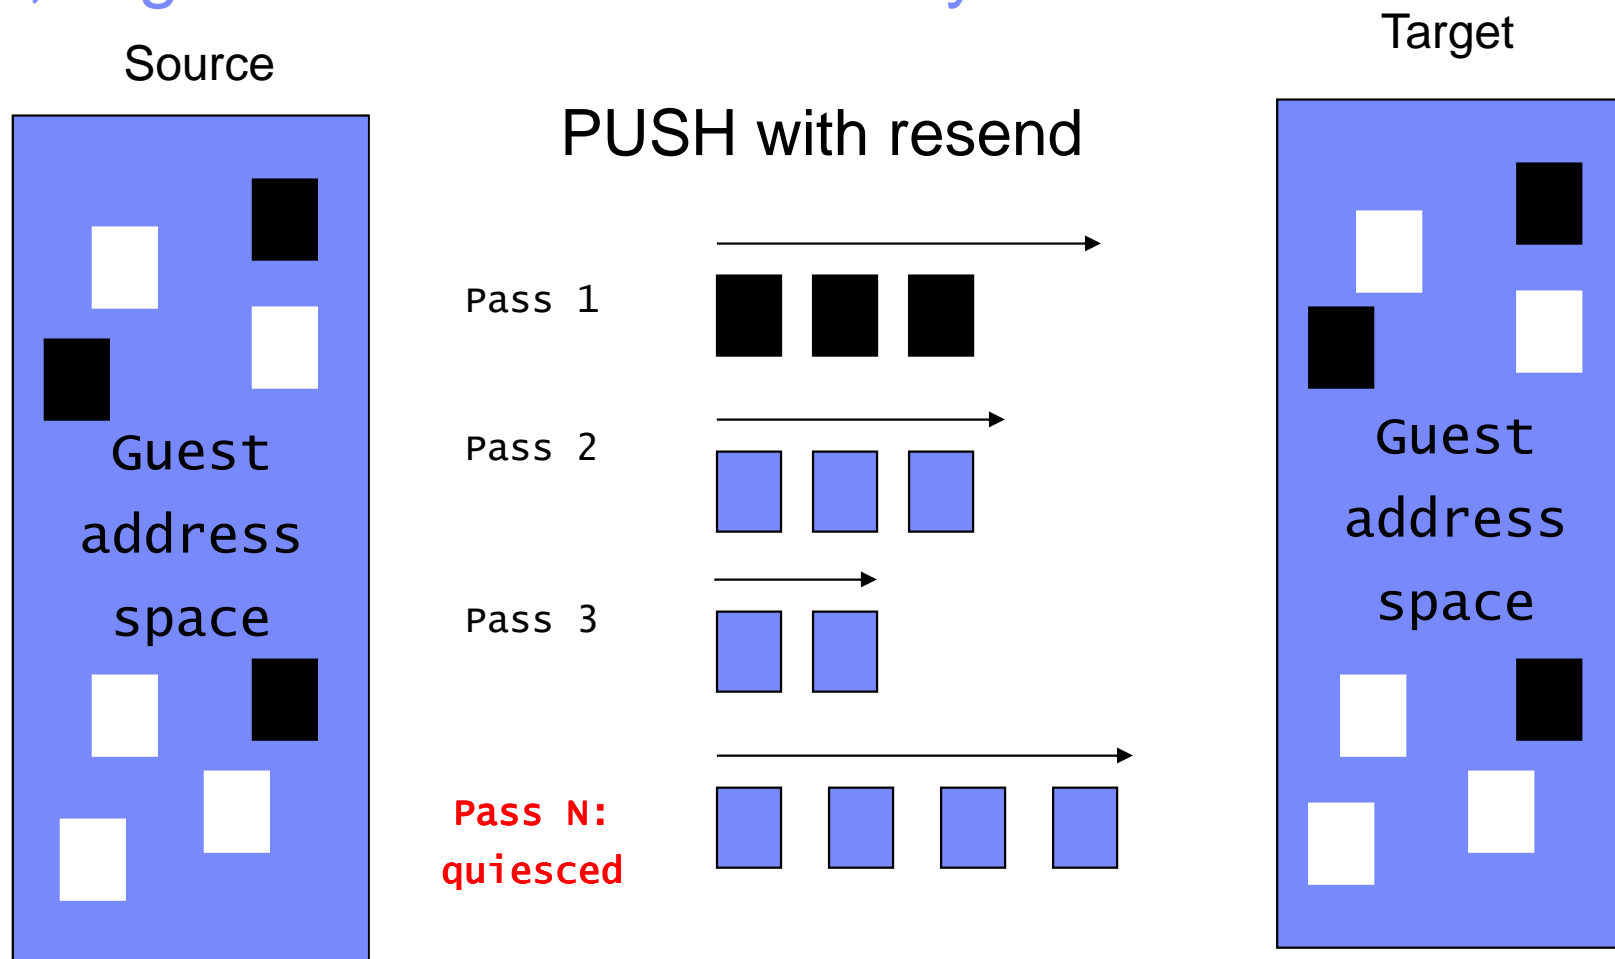 Source
Target
PUSH with resend
Pass 1
Pass 2
Pass 3
Pass N:
quiesced
Guest
address
space
Guest
address
space